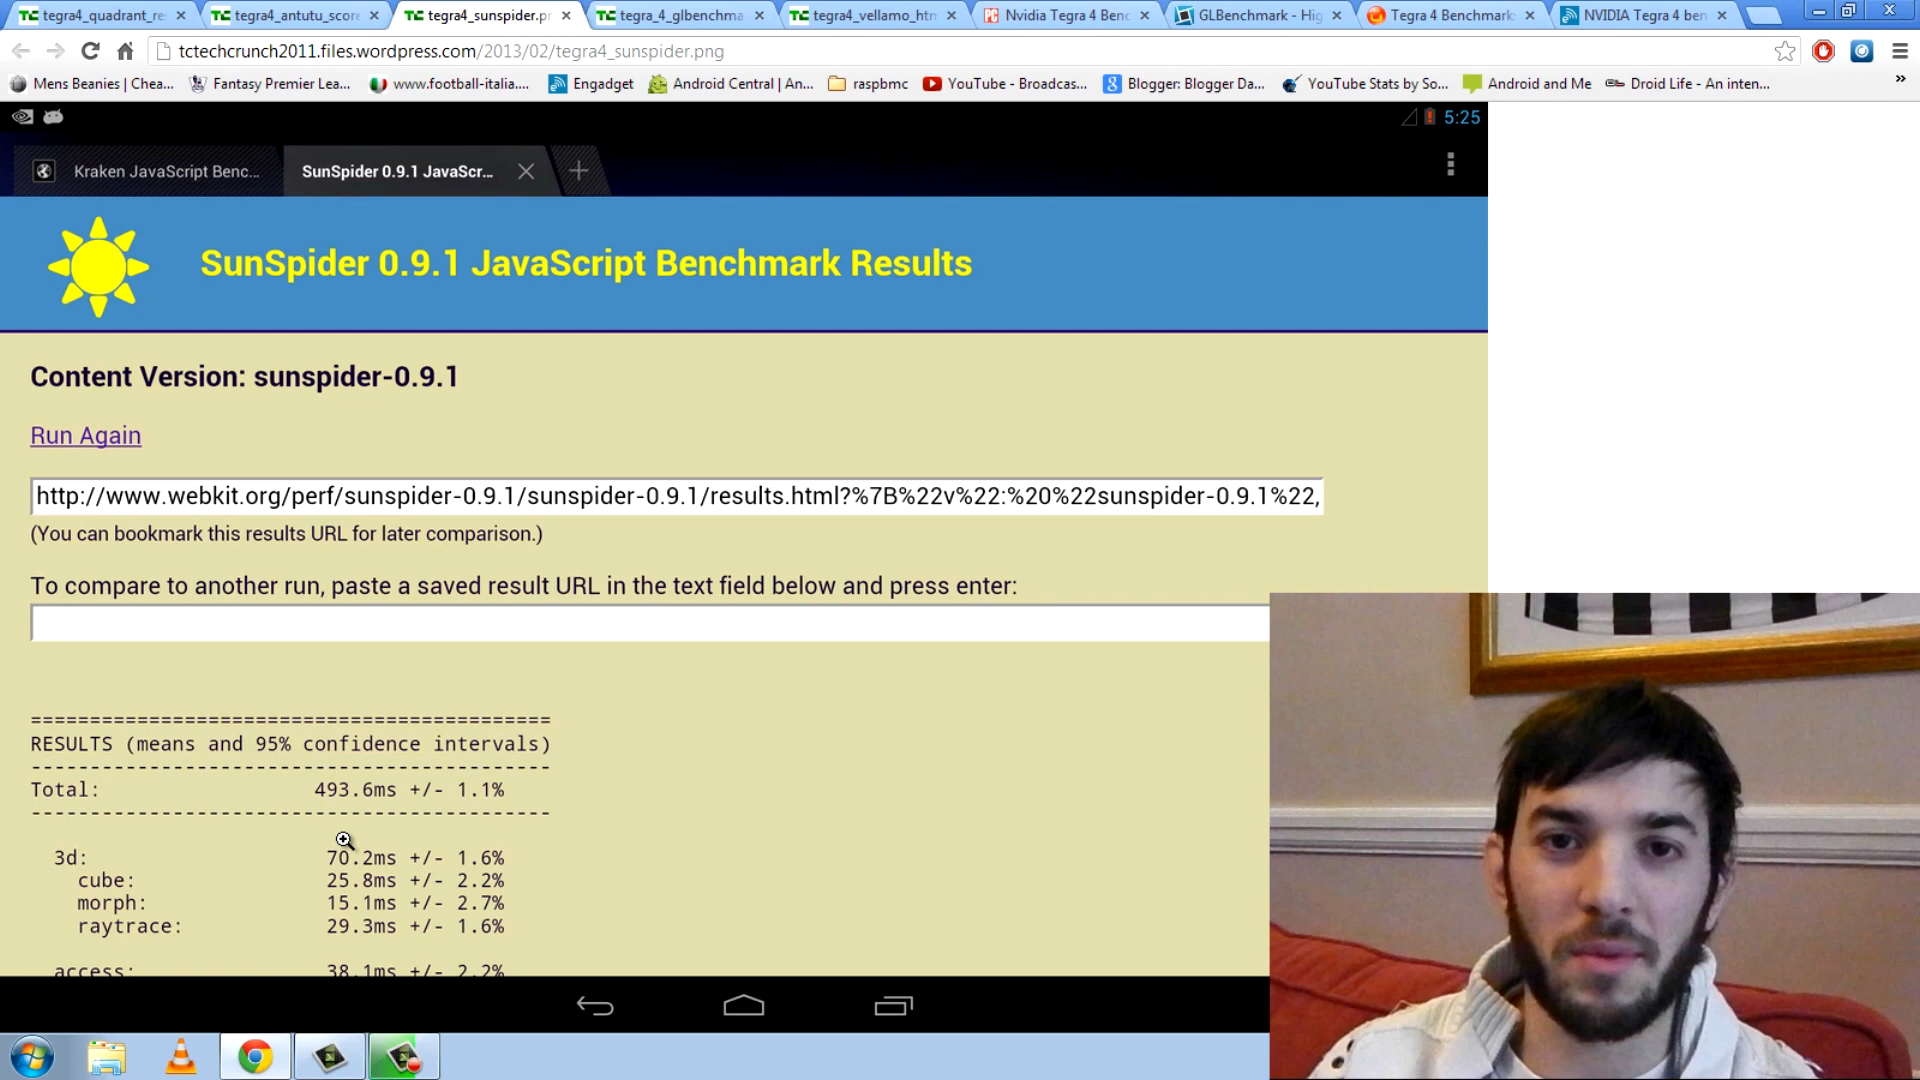 tegra4_quadrant_re
tegra4_antutu_score
tegra4_sunspider.p
tegra_4_glbenchma
tegra4_vellamo_htm
Nvidia Tegra 4 Benc
GLBenchmark - Hig
Tegra 4 Benchmark
NVIDIA Tegra 4 ben
tctechcrunch2011.files.wordpress.com/2013/02/tegra4_sunspider.png
Mens Beanies | Chea...
Fantasy Premier Lea...
www.football-italia....
Engadget
Android Central | An...
raspbmc
YouTube - Broadcas...
Blogger: Blogger Da...
YouTube Stats by So...
Android and Me
Droid Life - An inten...
»
5:25
Kraken JavaScript Benc...
SunSpider 0.9.1 JavaScr...
SunSpider 0.9.1 JavaScript Benchmark Results
Content Version: sunspider-0.9.1
Run Again
http://www.webkit.org/perf/sunspider-0.9.1/sunspider-0.9.1/results.html?%7B%22v%22:%20%22sunspider-0.9.1%22,
(You can bookmark this results URL for later comparison.)
To compare to another run, paste a saved result URL in the text field below and press enter:
============================================
RESULTS (means and 95% confidence intervals)
--------------------------------------------
Total: 493.6ms +/- 1.1%
--------------------------------------------
3d: 70.2ms +/- 1.6%
cube: 25.8ms +/- 2.2%
morph: 15.1ms +/- 2.7%
raytrace: 29.3ms +/- 1.6%
access: 38.1ms +/- 2.2%